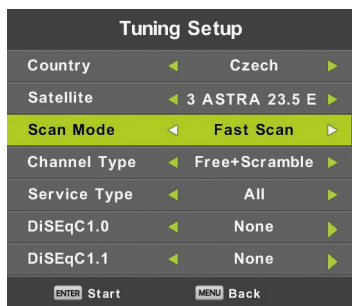 Tuning Setup
Country Czech
Satellite 3 ASTRA 23.5 E
Scan Mode Fast Scan
Channel Type Free+Scramble
Service Type All
DiSEqC1.0 None
DiSEqC1.1 None
ENTER Start MENU Back